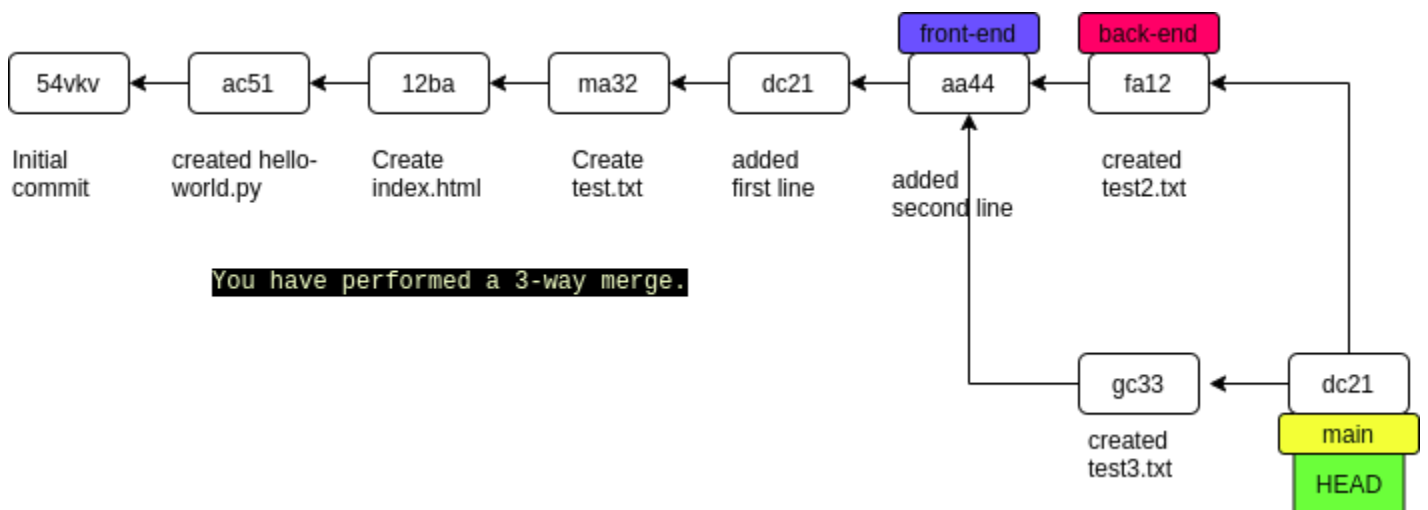 front-end
back-end
54vkv
ac51
12ba
ma32
dc21
aa44
fa12
Initial
commit
created hello-
world.py
Create
index.html
Create
test.txt
added
first line
added
second line
created
test2.txt
You have performed a 3-way merge.
gc33
dc21
created
test3.txt
main
HEAD